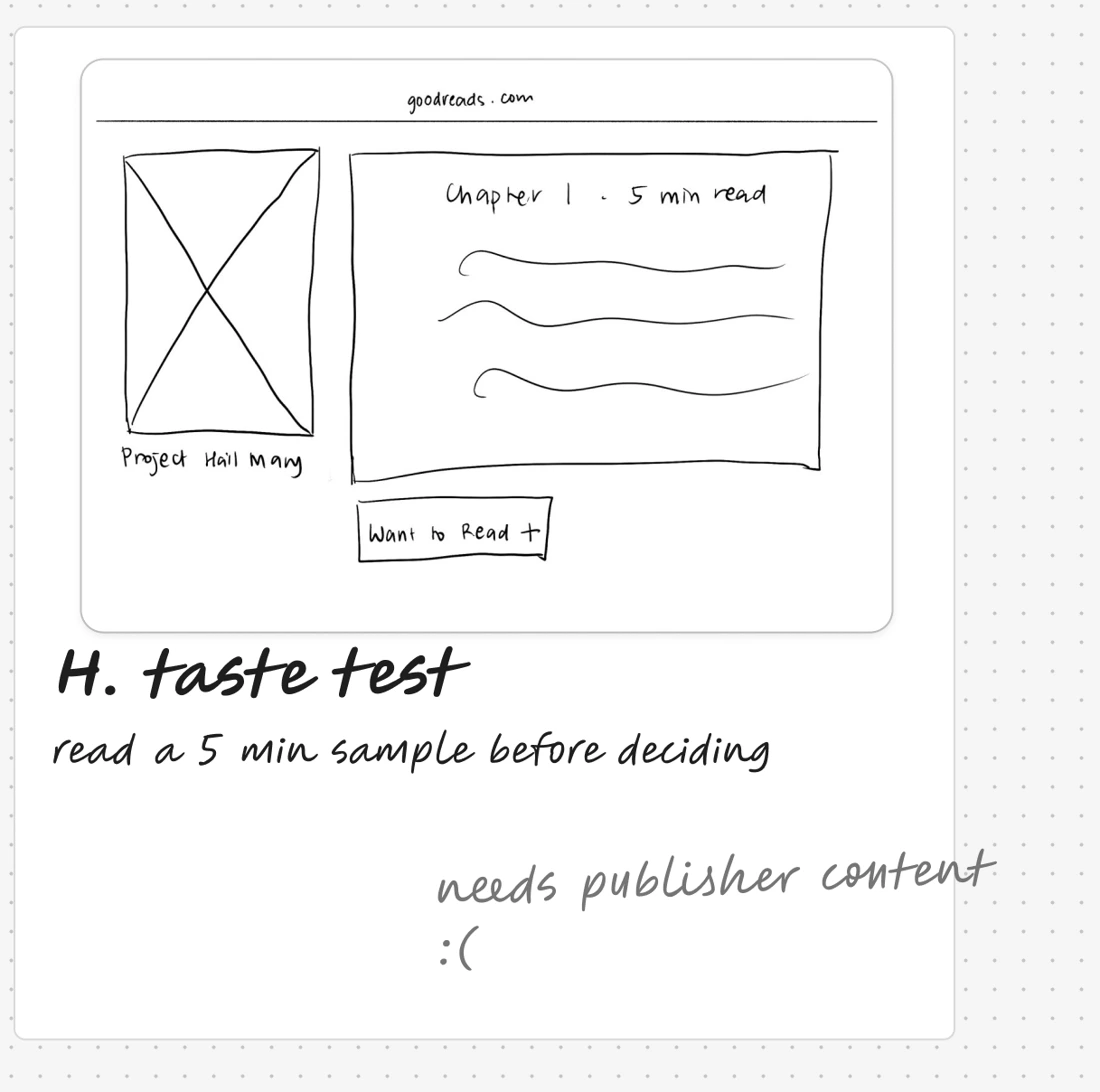 goodreads.com
Chapter 1 . 5 min read
Project Hail Mary
Want to Read +
H. taste test
read a 5 min sample before deciding
needs publisher content
:(